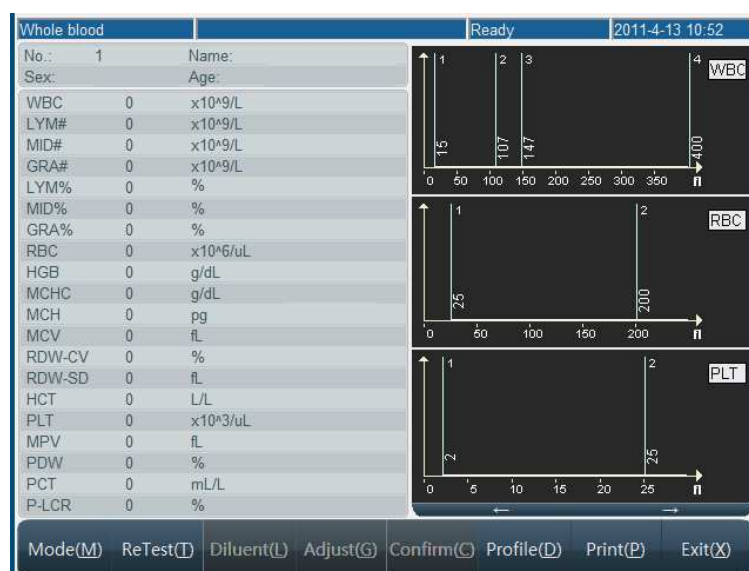 Whole blood Ready 2011-4-13 10:52
No.: 1 Name:
Sex: Age:
WBC 0 x10^9/L
LYM# 0 x10^9/L
MID# 0 x10^9/L
GRA# 0 x10^9/L
LYM% 0 %
MID% 0 %
GRA% 0 %
RBC 0 x10^6/uL
HGB 0 g/dL
MCHC 0 g/dL
MCH 0 pg
MCV 0 fL
RDW-CV 0 %
RDW-SD 0 fL
HCT 0 L/L
PLT 0 x10^3/uL
MPV 0 fL
PDW 0 %
PCT 0 mL/L
P-LCR 0 %
1 2 3 4 WBC
15 107 147 400
0 50 100 150 200 250 300 350 fl
1 2 RBC
25 200
0 50 100 150 200 fl
1 2 PLT
2 25
0 5 10 15 20 25 fl
← →
Mode(M) ReTest(T) Diluent(L) Adjust(G) Confirm(C) Profile(D) Print(P) Exit(X)